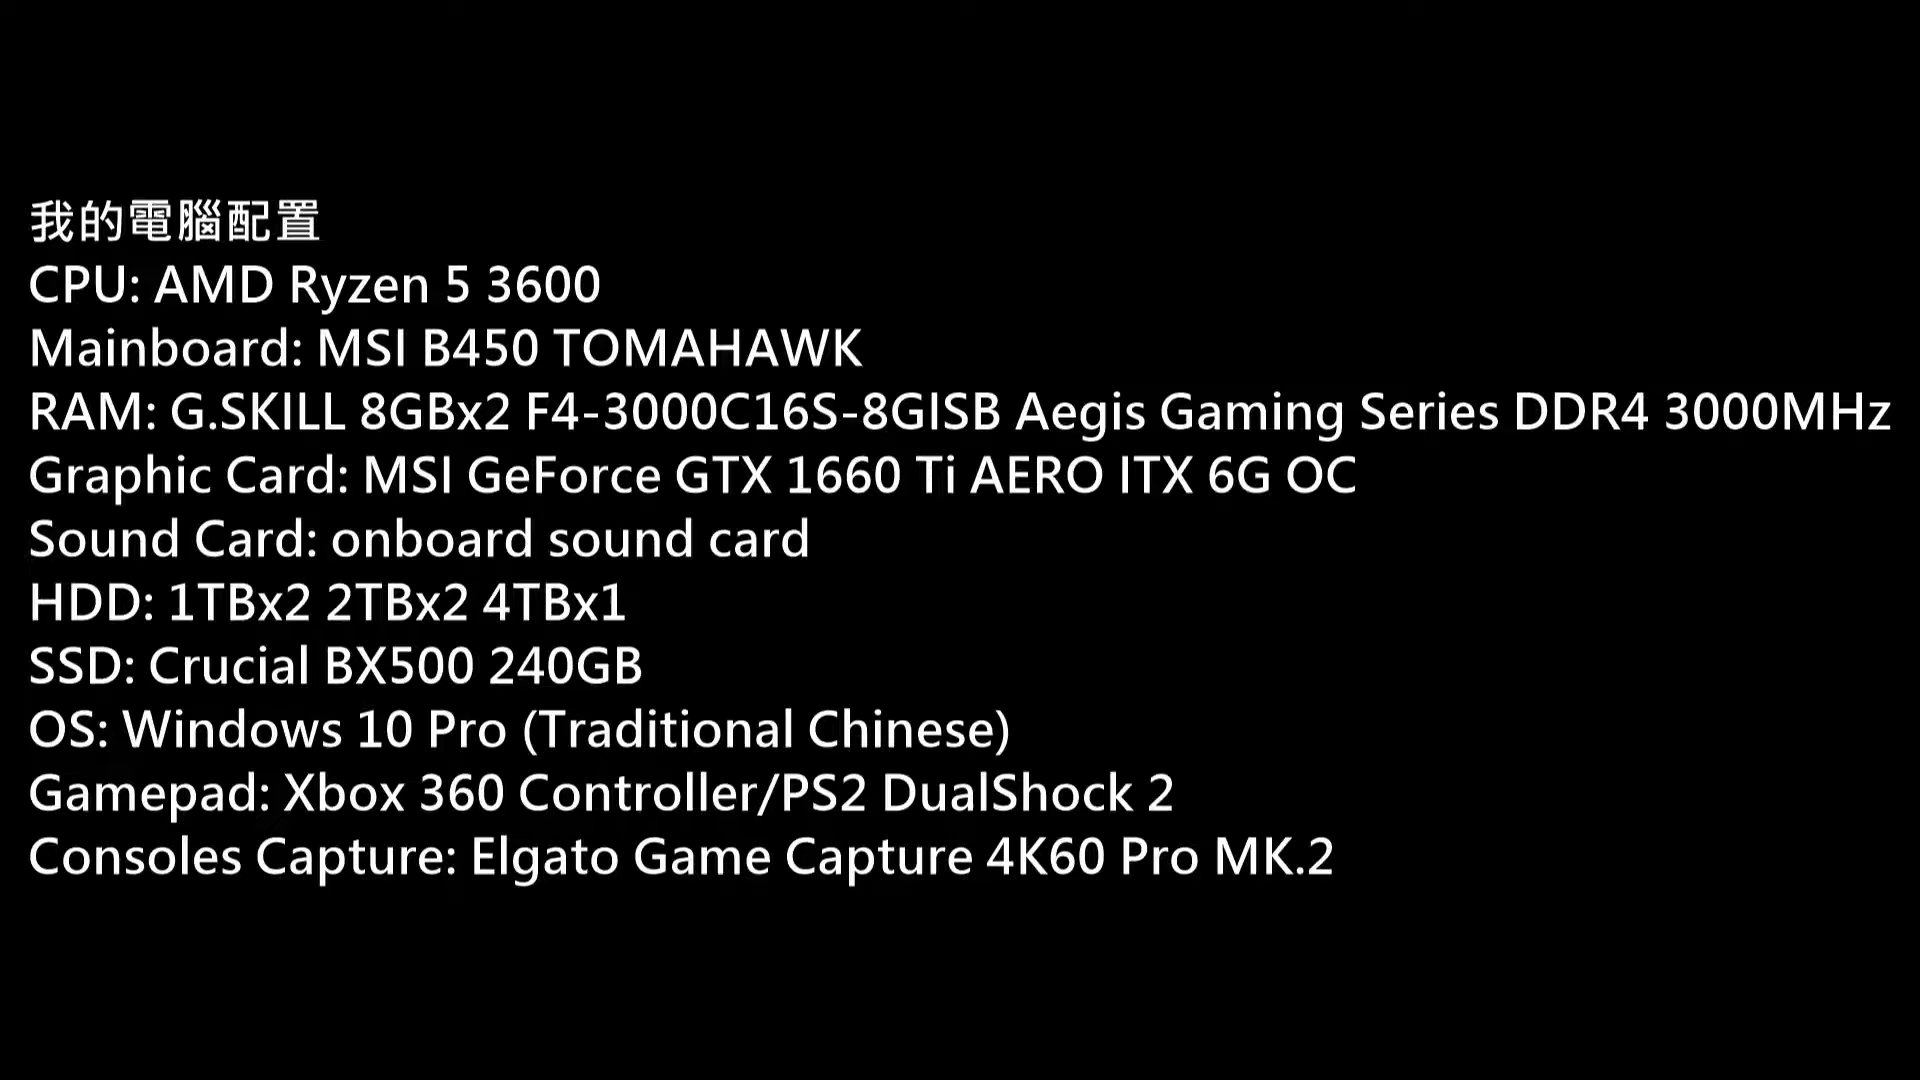 我的電腦配置
CPU: AMD Ryzen 5 3600
Mainboard: MSI B450 TOMAHAWK
RAM: G.SKILL 8GBx2 F4-3000C16S-8GISB Aegis Gaming Series DDR4 3000MHz
Graphic Card: MSI GeForce GTX 1660 Ti AERO ITX 6G OC
Sound Card: onboard sound card
HDD: 1TBx2 2TBx2 4TBx1
SSD: Crucial BX500 240GB
OS: Windows 10 Pro (Traditional Chinese)
Gamepad: Xbox 360 Controller/PS2 DualShock 2
Consoles Capture: Elgato Game Capture 4K60 Pro MK.2